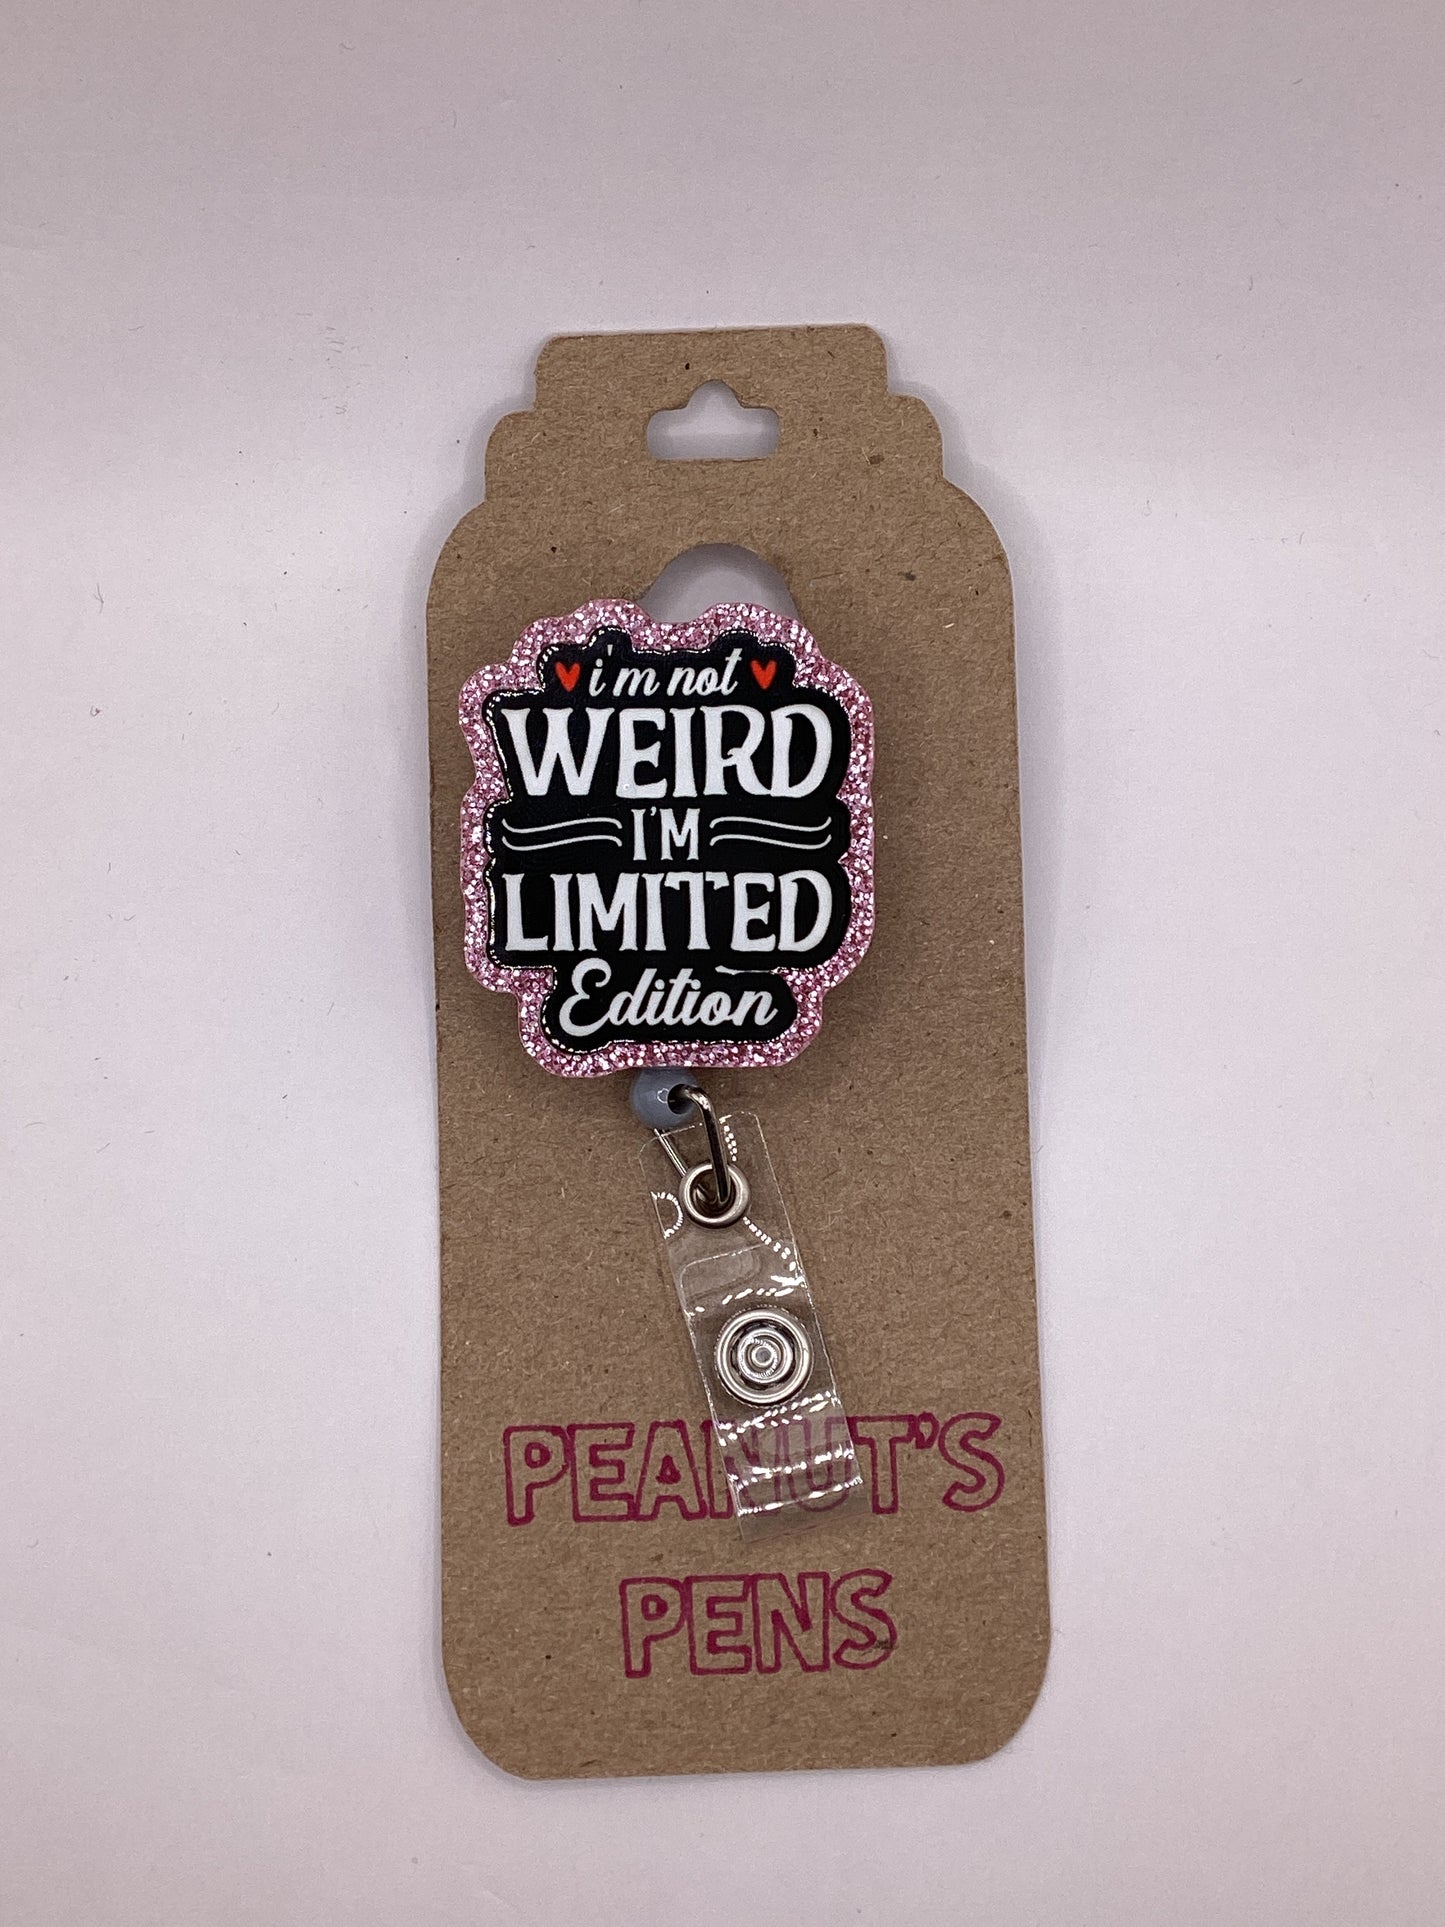 i'm not
WEIRD
I'M
LIMITED
Edition
PEANUT'S
PENS